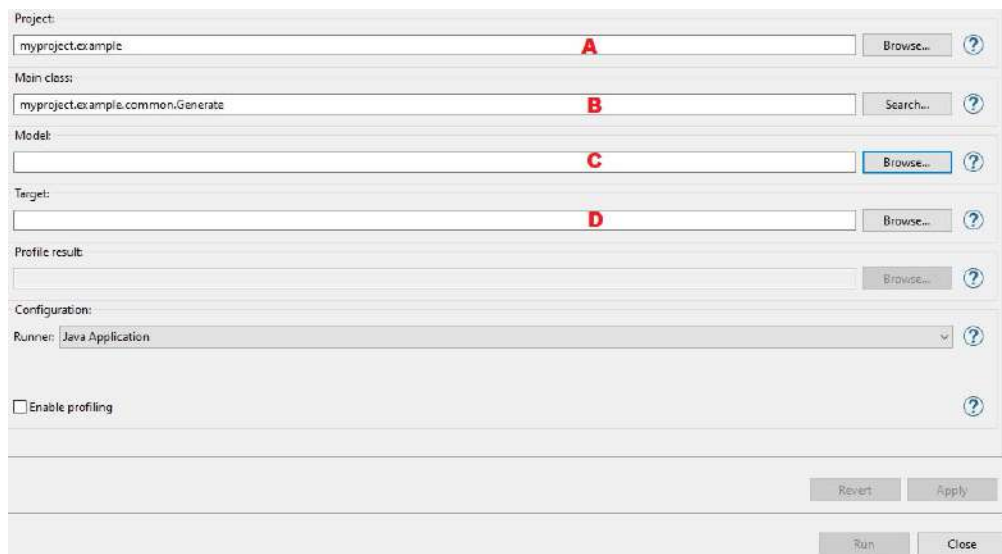 Project:
myproject.example A Browse... ?
Main class:
myproject.example.common.Generate B Search... ?
Model:
C Browse... ?
Target:
D Browse... ?
Profile result:
Browse... ?
Configuration:
Runner: Java Application ?
Enable profiling ?
Revert Apply
Run Close